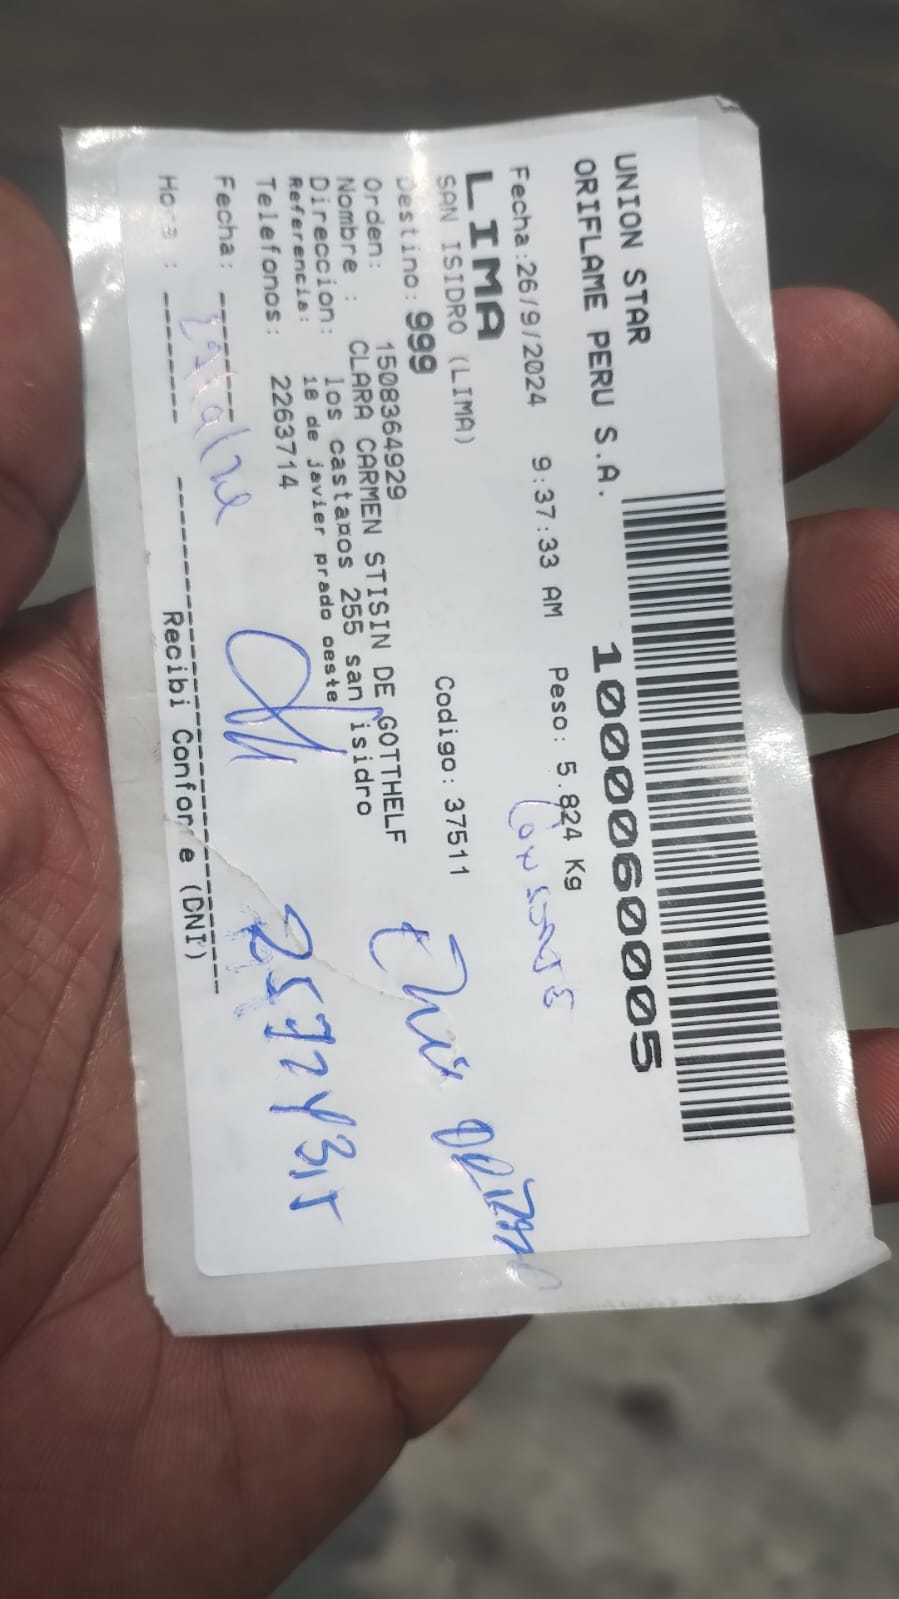 UNION STAR
ORIFLAME PERU S.A.
1000060005
Fecha:26/9/2024 9:37:33 AM Peso: 5.824 Kg
LIMA
SAN ISIDRO (LIMA)
Destino: 999 Codigo: 37511
Orden: 1508364929
Nombre : CLARA CARMEN STISIN DE GOTTHELF
Direccion: los castaños 255 san isidro
Referencia: 18 de javier prado oeste
Telefonos: 2263714
Fecha:
Hora :
Recibi Conforme (DNI)